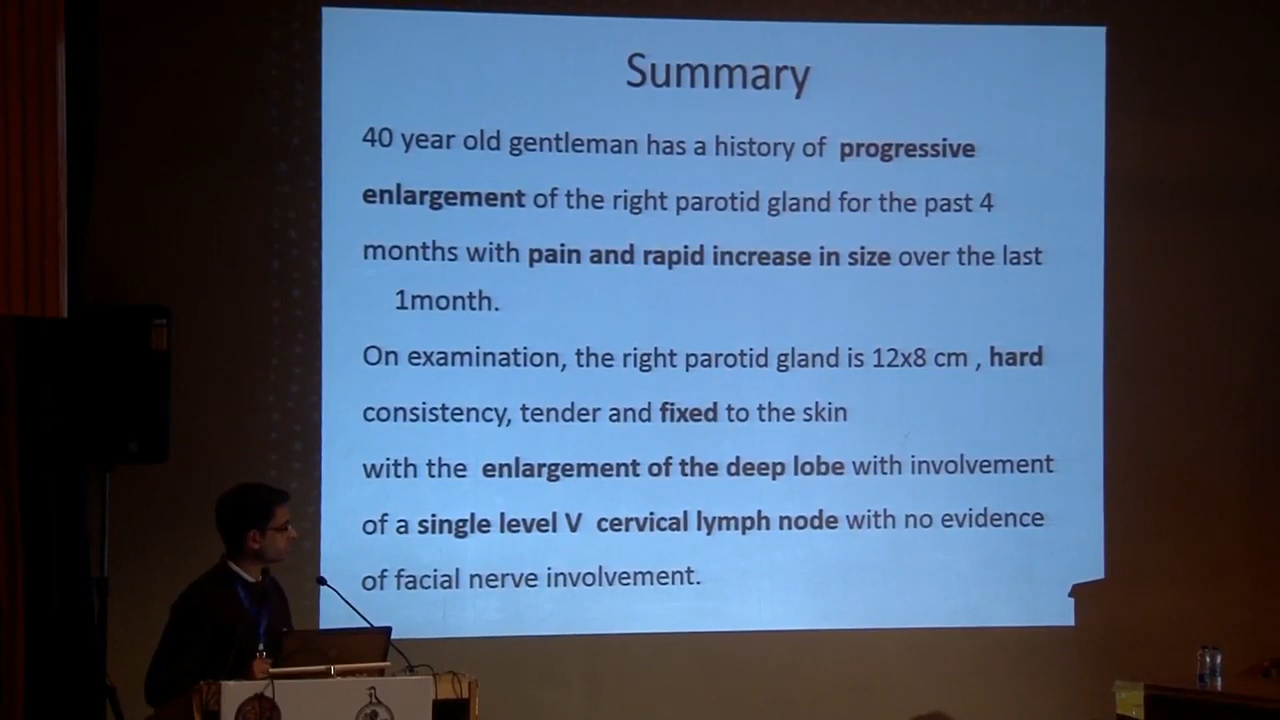 Summary
40 year old gentleman has a history of progressive
enlargement of the right parotid gland for the past 4
months with pain and rapid increase in size over the last
1month.
On examination, the right parotid gland is 12x8 cm , hard
consistency, tender and fixed to the skin
with the enlargement of the deep lobe with involvement
of a single level V cervical lymph node with no evidence
of facial nerve involvement.